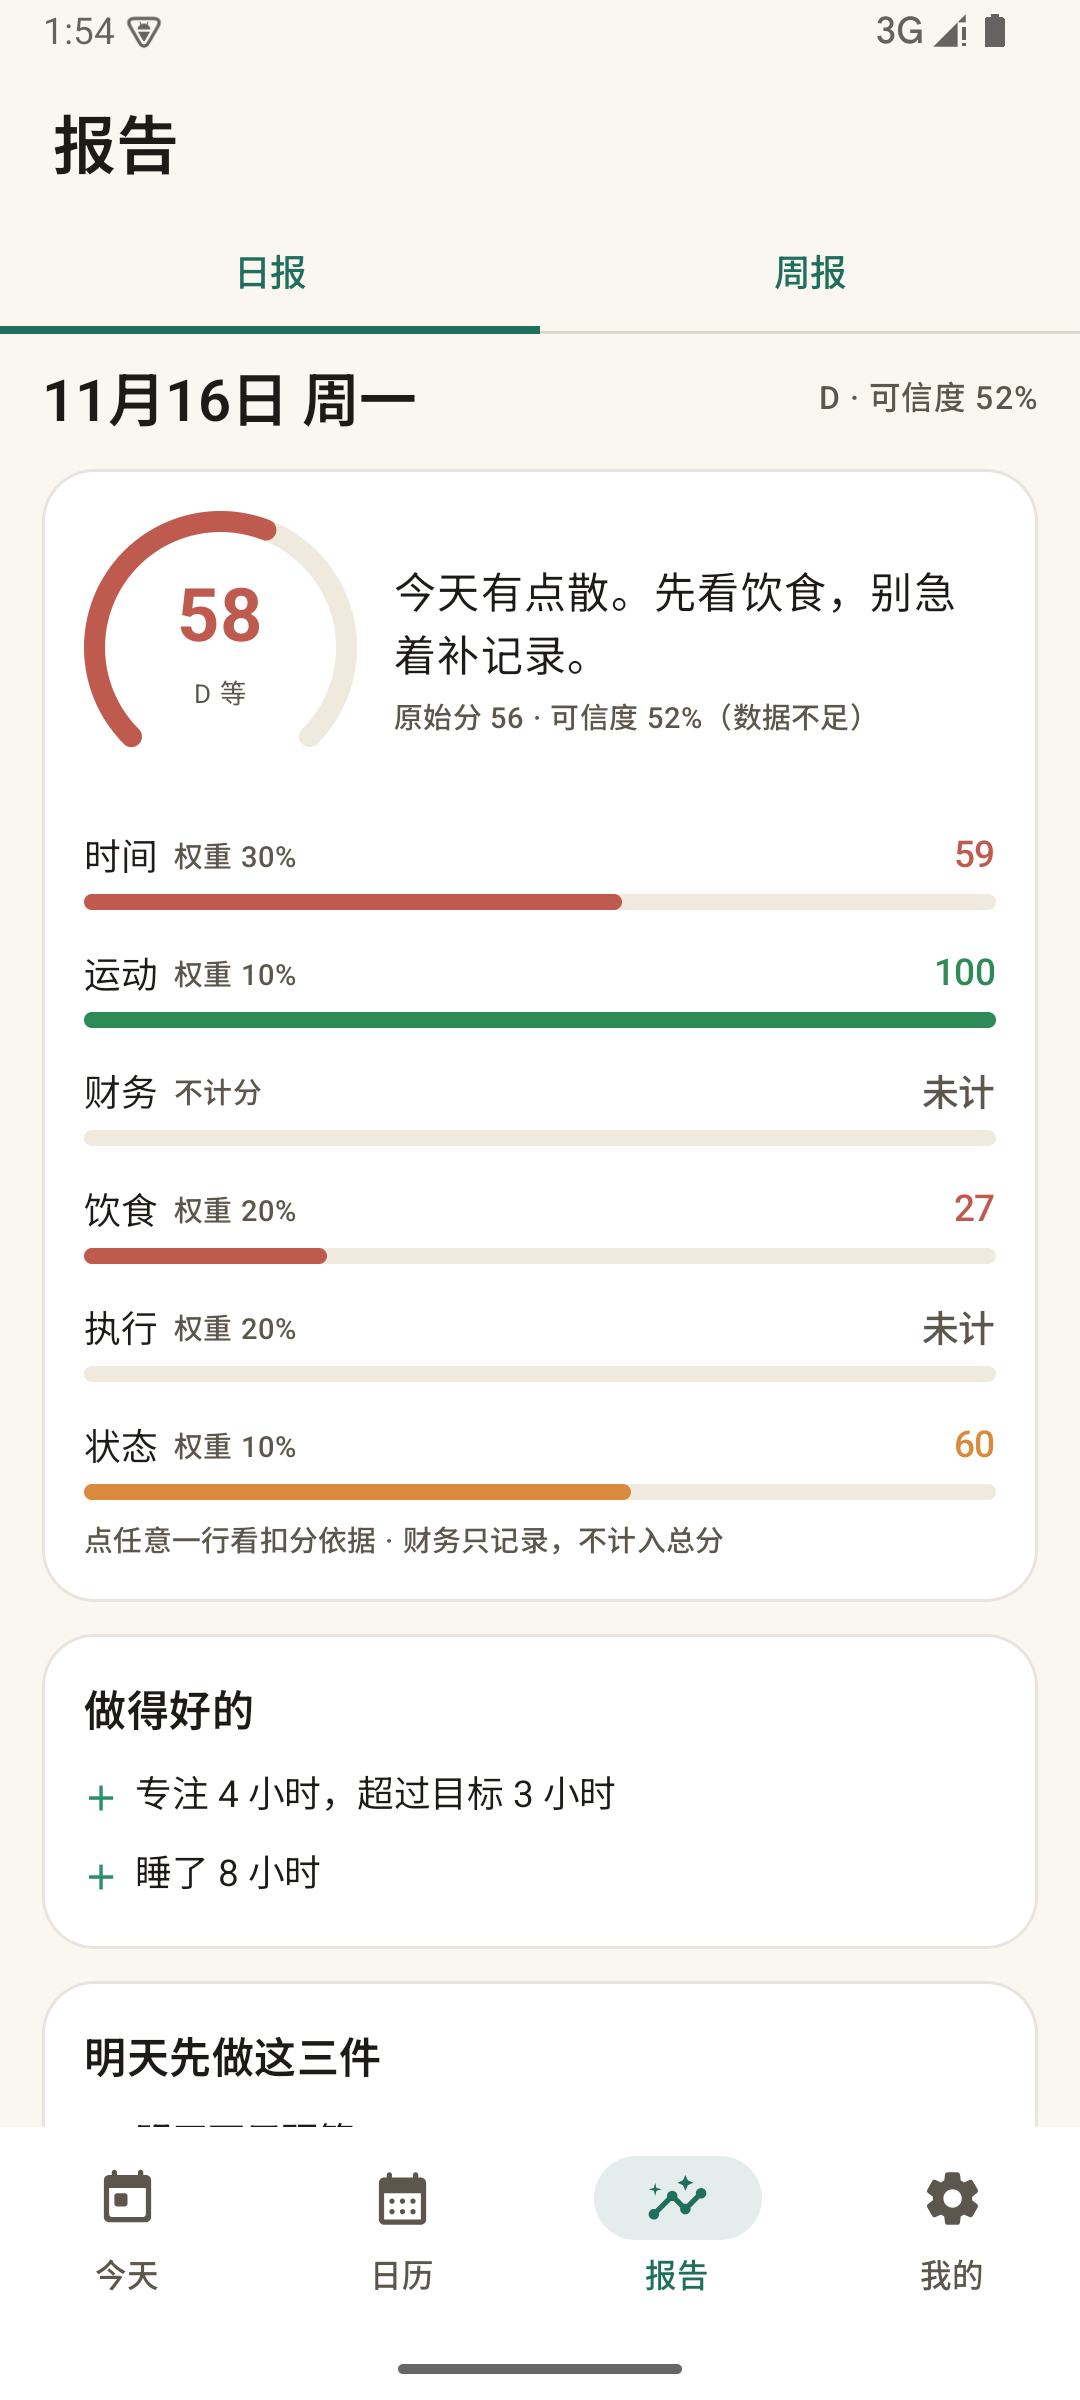 1:54
3G
报告
日报
周报
11月16日 周一
D · 可信度 52%
58
D 等
今天有点散。先看饮食，别急
着补记录。
原始分 56 · 可信度 52%（数据不足）
时间 权重 30%
59
运动 权重 10%
100
财务 不计分
未计
饮食 权重 20%
27
执行 权重 20%
未计
状态 权重 10%
60
点任意一行看扣分依据 · 财务只记录，不计入总分
做得好的
+ 专注 4 小时，超过目标 3 小时
+ 睡了 8 小时
明天先做这三件
今天
日历
报告
我的